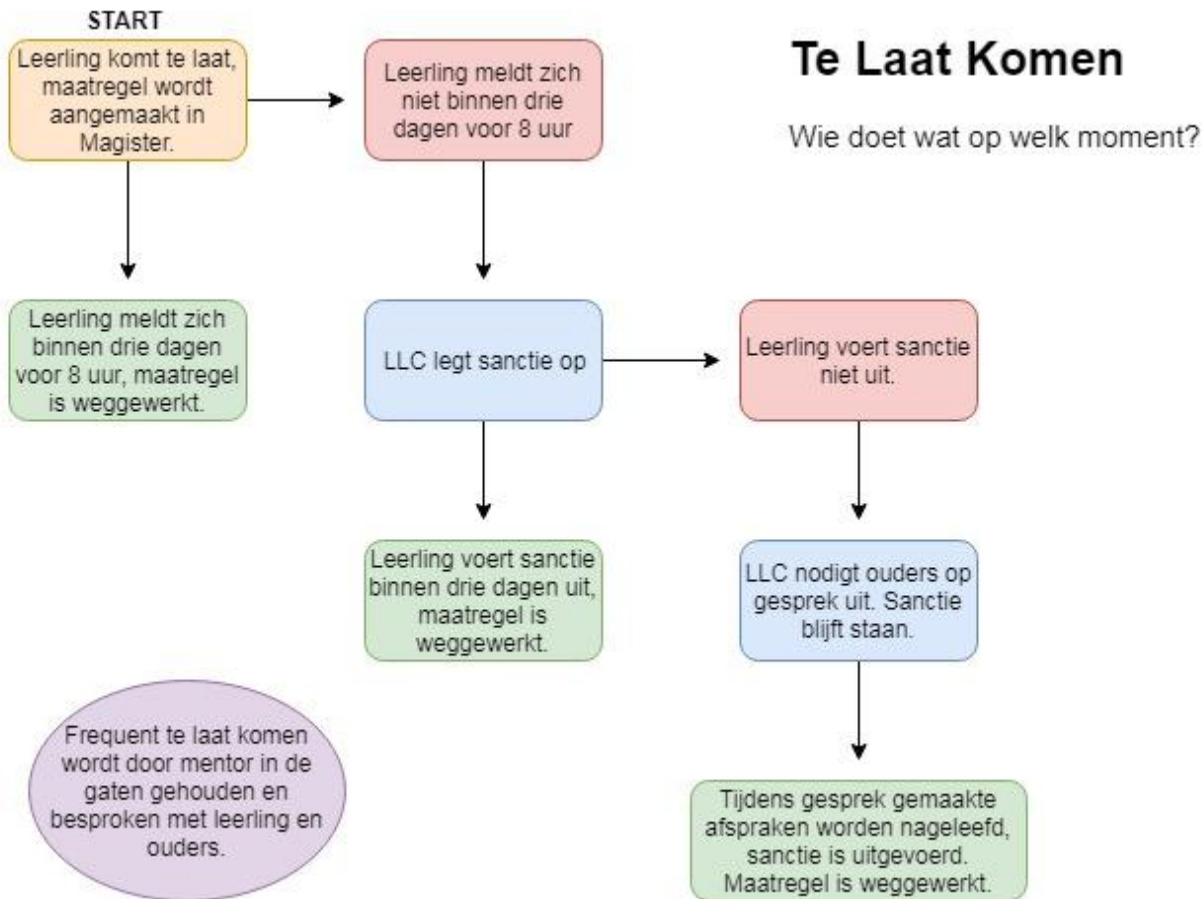 START
Leerling komt te laat,
maatregel wordt
aangemaakt in
Magister.
Leerling meldt zich
niet binnen drie
dagen voor 8 uur
Te Laat Komen
Wie doet wat op welk moment?
Leerling meldt zich
binnen drie dagen
voor 8 uur, maatregel
is weggewerkt.
LLC legt sanctie op
Leerling voert sanctie
niet uit.
Leerling voert sanctie
binnen drie dagen uit,
maatregel is
weggewerkt.
LLC nodigt ouders op
gesprek uit. Sanctie
blijft staan.
Frequent te laat komen
wordt door mentor in de
gaten gehouden en
besproken met leerling en
ouders.
Tijdens gesprek gemaakte
afspraken worden nageleefd,
sanctie is uitgevoerd.
Maatregel is weggewerkt.